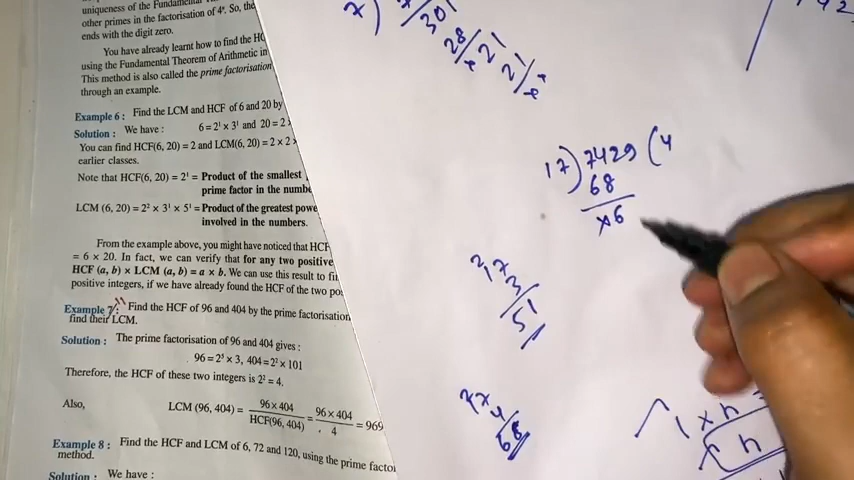 uniqueness of the Fundamental
other primes in the factorisation of 4ⁿ. So, the
ends with the digit zero.
You have already learnt how to find the HC
using the Fundamental Theorem of Arithmetic in
This method is also called the prime factorisation
through an example.
Example 6 : Find the LCM and HCF of 6 and 20 by
Solution : We have : 6 = 2¹ × 3¹ and 20 = 2 ×
You can find HCF(6, 20) = 2 and LCM(6, 20) = 2 × 2 ×
earlier classes.
Note that HCF(6, 20) = 2¹ = Product of the smallest
prime factor in the numbe
LCM (6, 20) = 2² × 3¹ × 5¹ = Product of the greatest powe
involved in the numbers.
From the example above, you might have noticed that HCF
= 6 × 20. In fact, we can verify that for any two positive
HCF (a, b) × LCM (a, b) = a × b. We can use this result to fi
positive integers, if we have already found the HCF of the two pos
Example 7 : Find the HCF of 96 and 404 by the prime factorisation
find their LCM.
Solution : The prime factorisation of 96 and 404 gives :
96 = 2⁵ × 3, 404 = 2² × 101
Therefore, the HCF of these two integers is 2² = 4.
Also, LCM (96, 404) = 96 × 404 / HCF(96, 404) = 96 × 404 / 4 = 969
Example 8 : Find the HCF and LCM of 6, 72 and 120, using the prime facto
method.
Solution : We have :
30
28
21
21
17) 7429 (4
68
×6
51
68